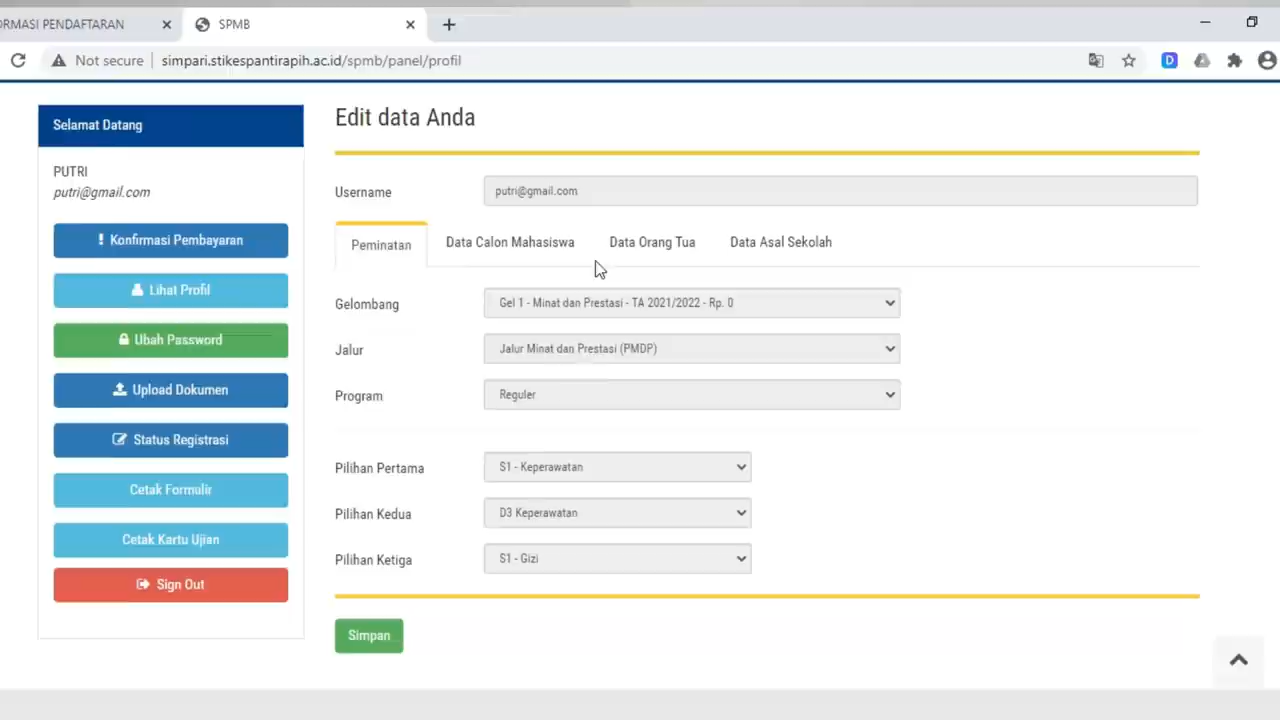 ORMASI PENDAFTARAN
SPMB
Not secure
simpari.stikespantirapih.ac.id/spmb/panel/profil
D
Selamat Datang
PUTRI
putri@gmail.com
Konfirmasi Pembayaran
Lihat Profil
Ubah Password
Upload Dokumen
Status Registrasi
Cetak Formulir
Cetak Kartu Ujian
Sign Out
Edit data Anda
Username
putri@gmail.com
Peminatan
Data Calon Mahasiswa
Data Orang Tua
Data Asal Sekolah
Gelombang
Gel 1 - Minat dan Prestasi - TA 2021/2022 - Rp. 0
Jalur
Jalur Minat dan Prestasi (PMDP)
Program
Reguler
Pilihan Pertama
S1 - Keperawatan
Pilihan Kedua
D3 Keperawatan
Pilihan Ketiga
S1 - Gizi
Simpan